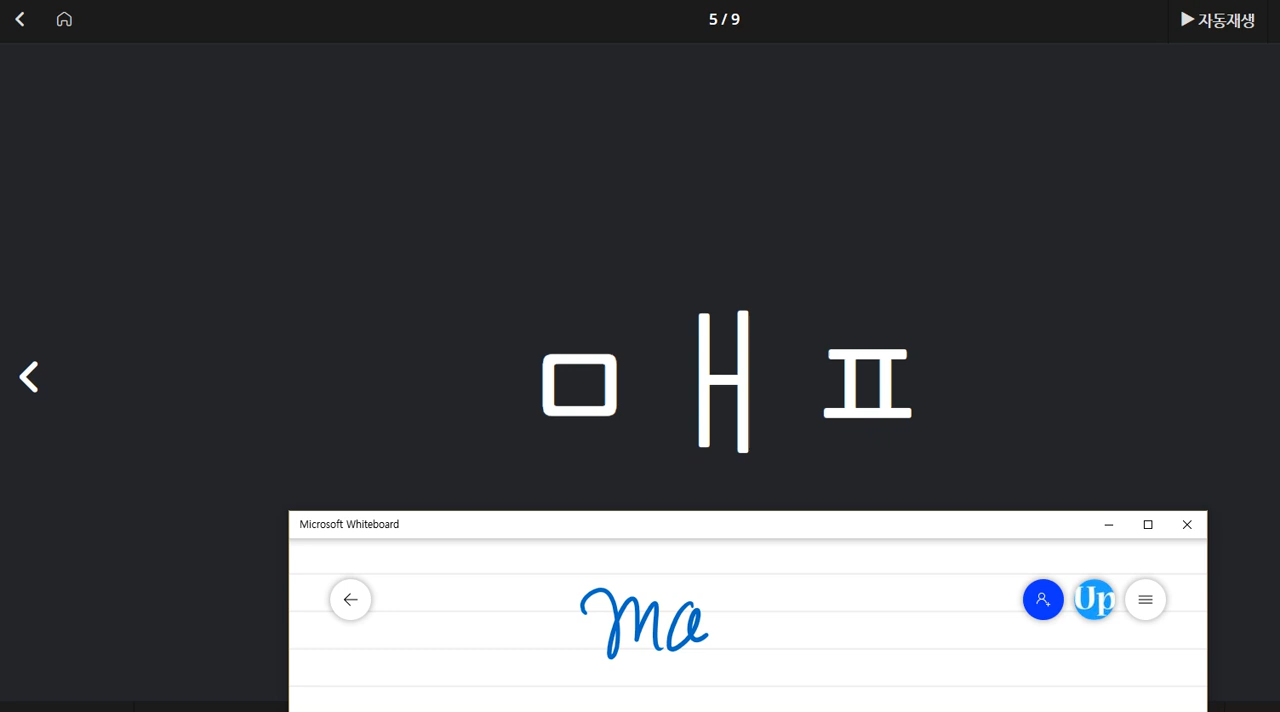 5 / 9
▶ 자동재생
ㅁ ㅐ ㅍ
Microsoft Whiteboard
ma
Up